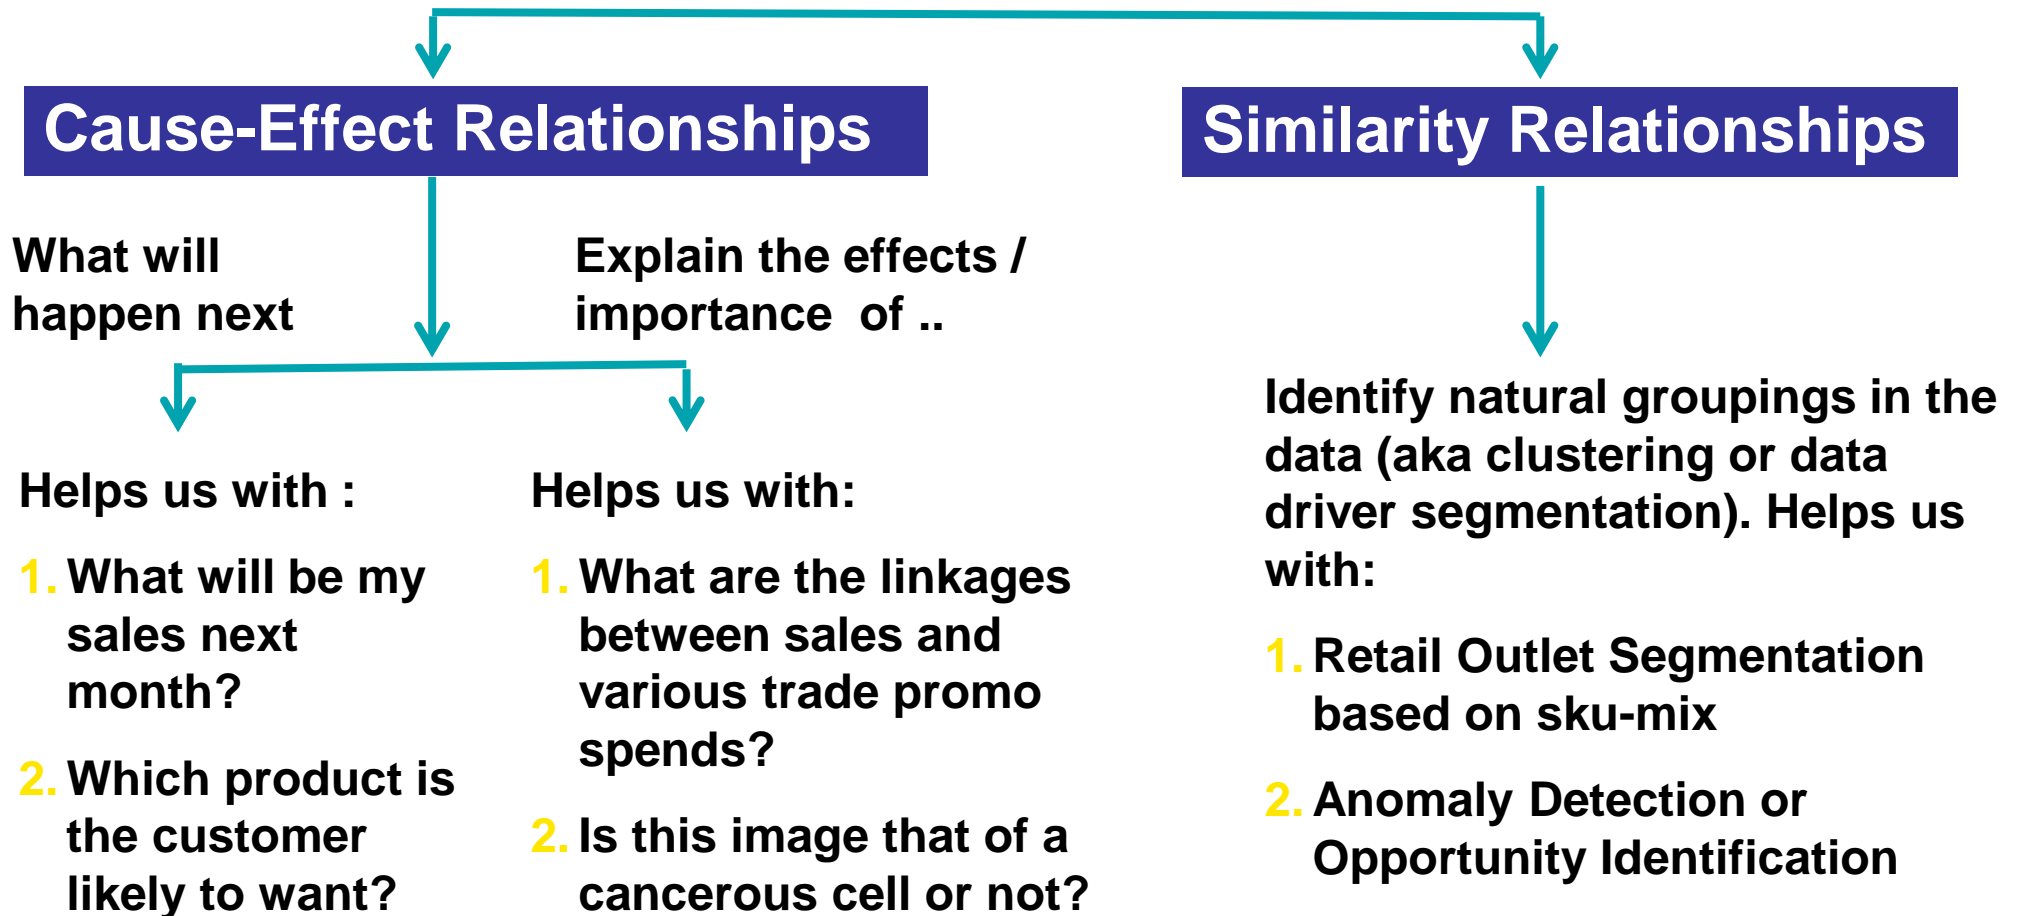 Cause-Effect Relationships
Similarity Relationships
What will
happen next
Explain the effects /
importance  of ..
Helps us with :
1. What will be my
sales next
month?
2. Which product is
the customer
likely to want?
Helps us with:
1. What are the linkages
between sales and
various trade promo
spends?
2. Is this image that of a
cancerous cell or not?
Identify natural groupings in the
data (aka clustering or data
driver segmentation). Helps us
with:
1. Retail Outlet Segmentation
based on sku-mix
2. Anomaly Detection or
Opportunity Identification